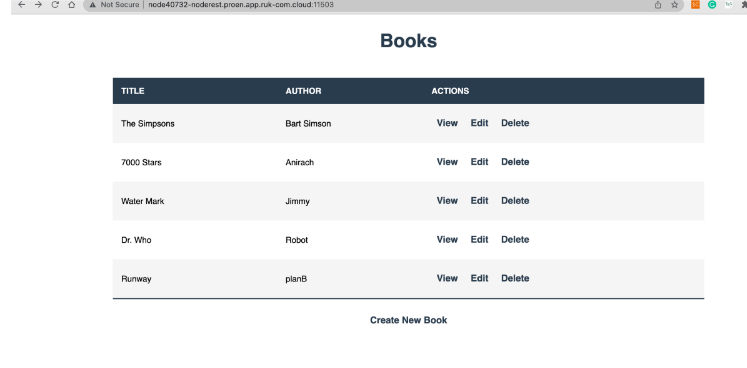 Not Secure | node40732-noderest.proen.app.ruk-com.cloud:11503
Books
TITLE AUTHOR ACTIONS
The Simpsons Bart Simson View Edit Delete
7000 Stars Anirach View Edit Delete
Water Mark Jimmy View Edit Delete
Dr. Who Robot View Edit Delete
Runway planB View Edit Delete
Create New Book